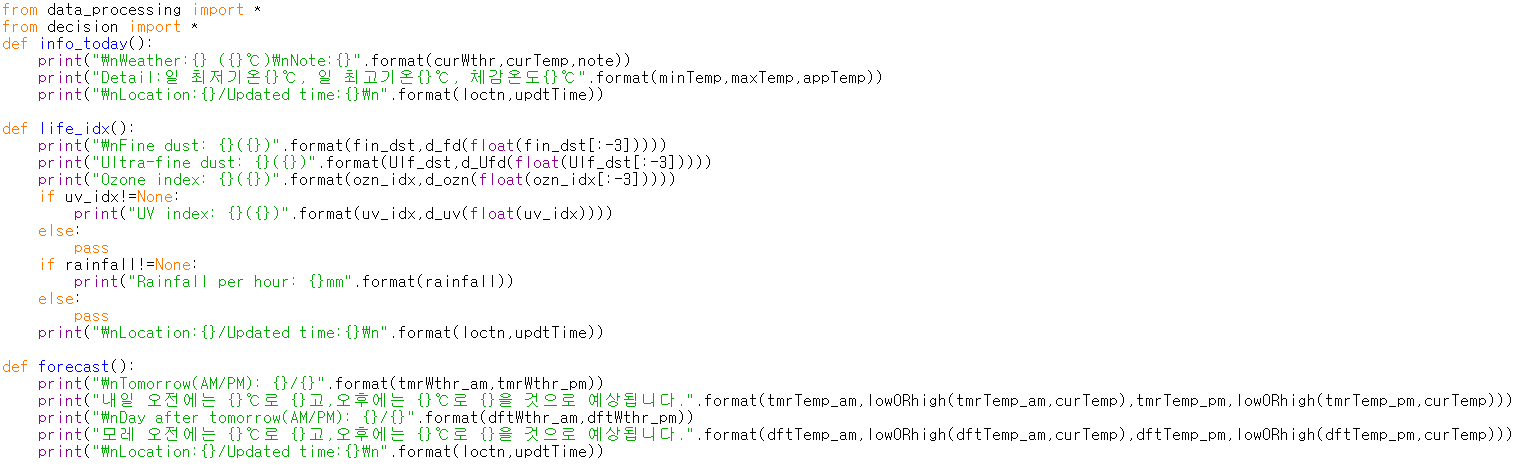 from data_processing import *
from decision import *
def info_today():
    print("₩nWeather:{} ({}℃)₩nNote:{}".format(curWthr,curTemp,note))
    print("Detail:일 최저기온{}℃, 일 최고기온{}℃, 체감온도{}℃".format(minTemp,maxTemp,appTemp))
    print("₩nLocation:{}/Updated time:{}₩n".format(loctn,updtTime))

def life_idx():
    print("₩nFine dust: {}({})".format(fin_dst,d_fd(float(fin_dst[:-3]))))
    print("Ultra-fine dust: {}({})".format(Ulf_dst,d_Ufd(float(Ulf_dst[:-3]))))
    print("Ozone index: {}({})".format(ozn_idx,d_ozn(float(ozn_idx[:-3]))))
    if uv_idx!=None:
        print("UV index: {}({})".format(uv_idx,d_uv(float(uv_idx))))
    else:
        pass
    if rainfall!=None:
        print("Rainfall per hour: {}mm".format(rainfall))
    else:
        pass
    print("₩nLocation:{}/Updated time:{}₩n".format(loctn,updtTime))

def forecast():
    print("₩nTomorrow(AM/PM): {}/{}".format(tmrWthr_am,tmrWthr_pm))
    print("내일 오전에는 {}℃로 {}고,오후에는 {}℃로 {}을 것으로 예상됩니다.".format(tmrTemp_am,lowORhigh(tmrTemp_am,curTemp),tmrTemp_pm,lowORhigh(tmrTemp_pm,curTemp)))
    print("₩nDay after tomorrow(AM/PM): {}/{}".format(dftWthr_am,dftWthr_pm))
    print("모레 오전에는 {}℃로 {}고,오후에는 {}℃로 {}을 것으로 예상됩니다.".format(dftTemp_am,lowORhigh(dftTemp_am,curTemp),dftTemp_pm,lowORhigh(dftTemp_pm,curTemp)))
    print("₩nLocation:{}/Updated time:{}₩n".format(loctn,updtTime))